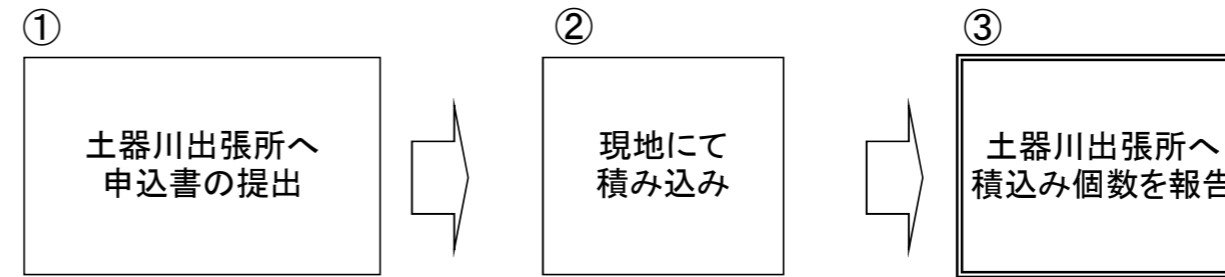 ①
土器川出張所へ
申込書の提出
②
現地にて
積み込み
③
土器川出張所へ
積込み個数を報告